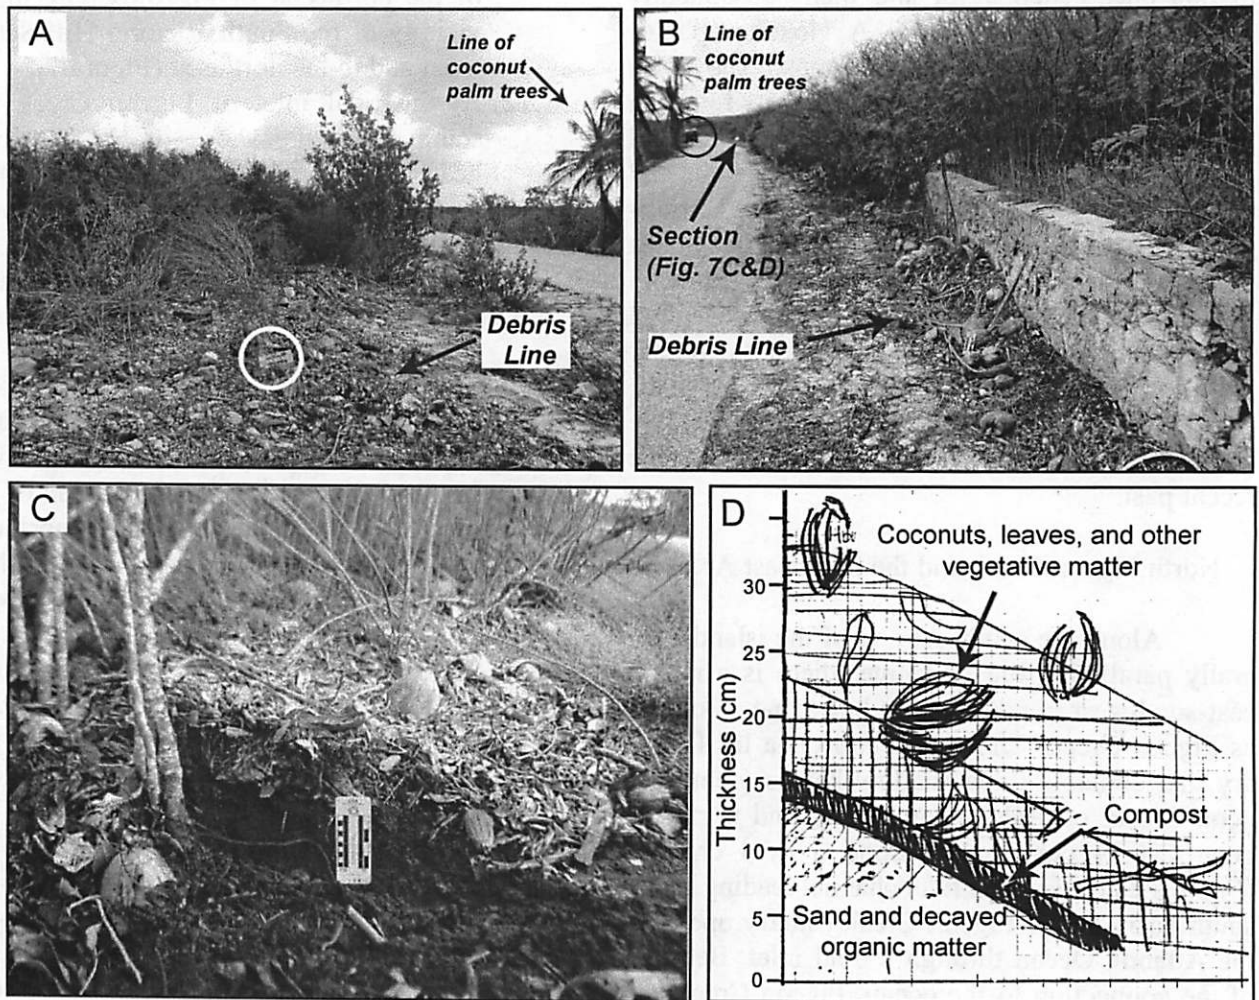 A
Line of
coconut
palm trees
Debris
Line
B
Line of
coconut
palm trees
Section
(Fig. 7C&D)
Debris Line
C
D
Coconuts, leaves, and other
vegetative matter
Thickness (cm)
30
25
20
15
10
5
0
Compost
Sand and decayed
organic matter